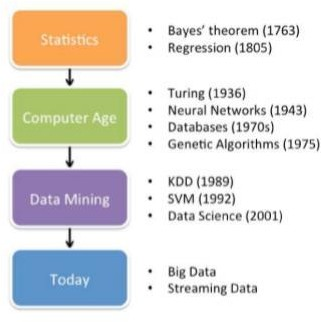 Statistics
• Bayes’ theorem (1763)
• Regression (1805)
Computer Age
• Turing (1936)
• Neural Networks (1943)
• Databases (1970s)
• Genetic Algorithms (1975)
Data Mining
• KDD (1989)
• SVM (1992)
• Data Science (2001)
Today
• Big Data
• Streaming Data